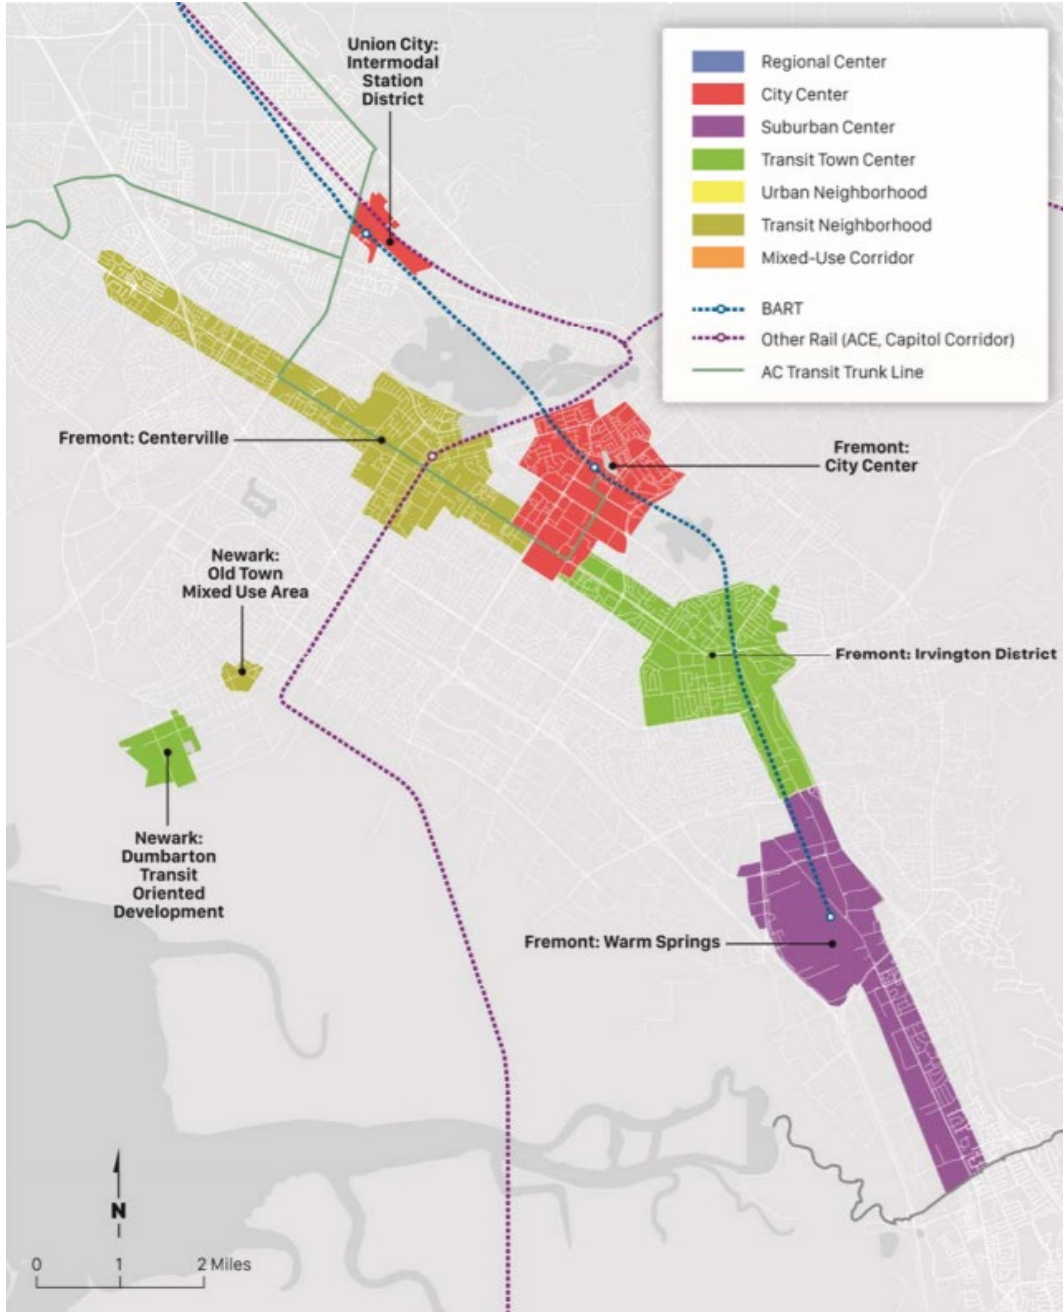 Union City:
Intermodal
Station
District
Regional Center
City Center
Suburban Center
Transit Town Center
Urban Neighborhood
Transit Neighborhood
Mixed-Use Corridor
BART
Other Rail (ACE, Capitol Corridor)
AC Transit Trunk Line
Fremont: Centerville
Fremont:
City Center
Newark:
Old Town
Mixed Use Area
Fremont: Irvington District
Newark:
Dumbarton
Transit
Oriented
Development
Fremont: Warm Springs
N
0 1 2 Miles